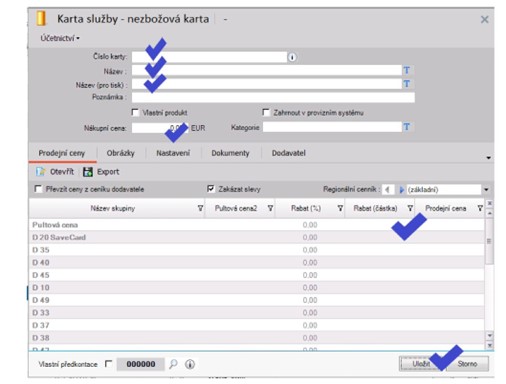 Karta služby - nezbožová karta -
Účetnictví
Číslo karty:
Název :
Název (pro tisk) :
Poznámka :
Vlastní produkt Zahrnout v provizním systému
Nákupní cena: EUR Kategorie
Prodejní ceny Obrázky Nastavení Dokumenty Dodavatel
Otevřít Export
Převzít ceny z ceníku dodavatele Zakázat slevy Regionální cenník : (základní)
Název skupiny Pultová cena2 Rabat (%) Rabat (částka) Prodejní cena
Pultová cena 0,00
D 20 SaveCard 0,00
D 35 0,00
D 40 0,00
D 45 0,00
D 10 0,00
D 49 0,00
D 33 0,00
D 37 0,00
D 38 0,00
Vlastní předkontace 000000 Uložit Storno